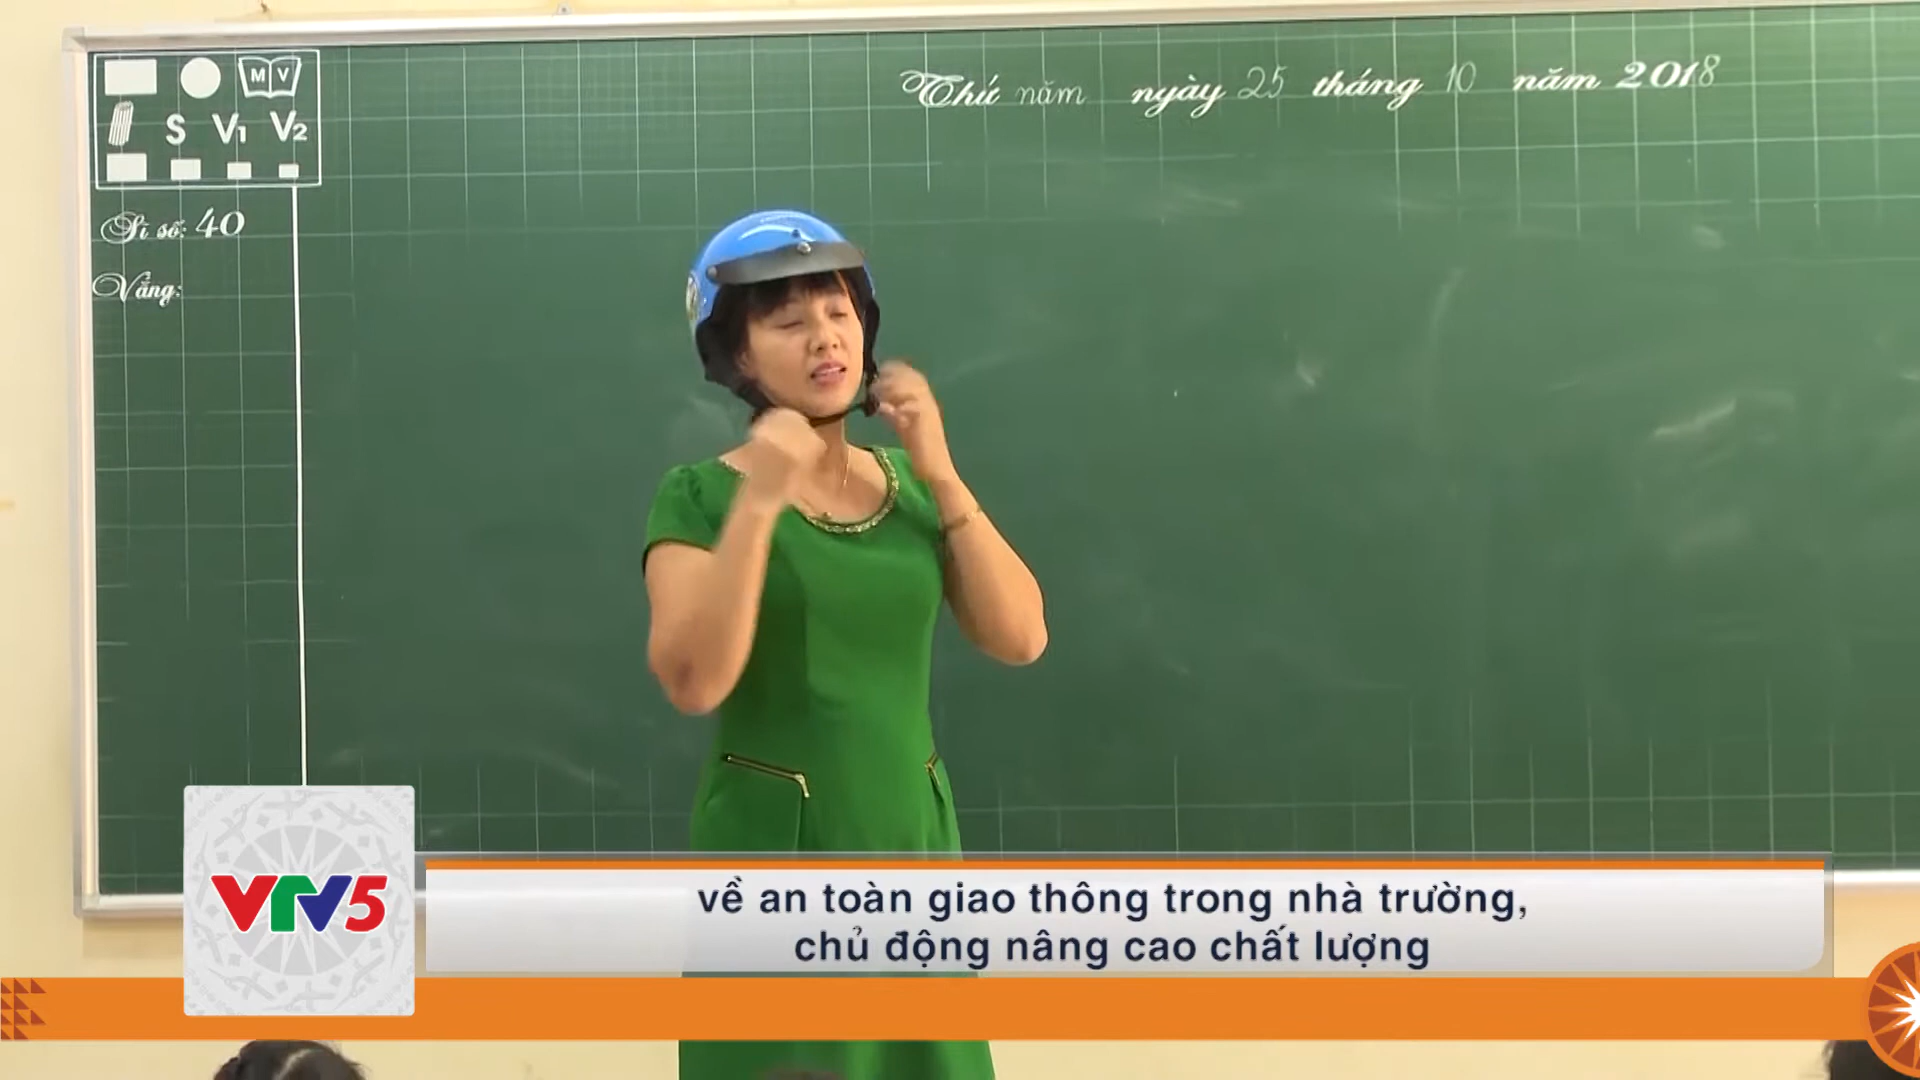 M V
Thứ năm ngày 25 tháng 10 năm 2018
S V1 V2
Sĩ số: 40
Vắng:
VTV5
về an toàn giao thông trong nhà trường,
chủ động nâng cao chất lượng